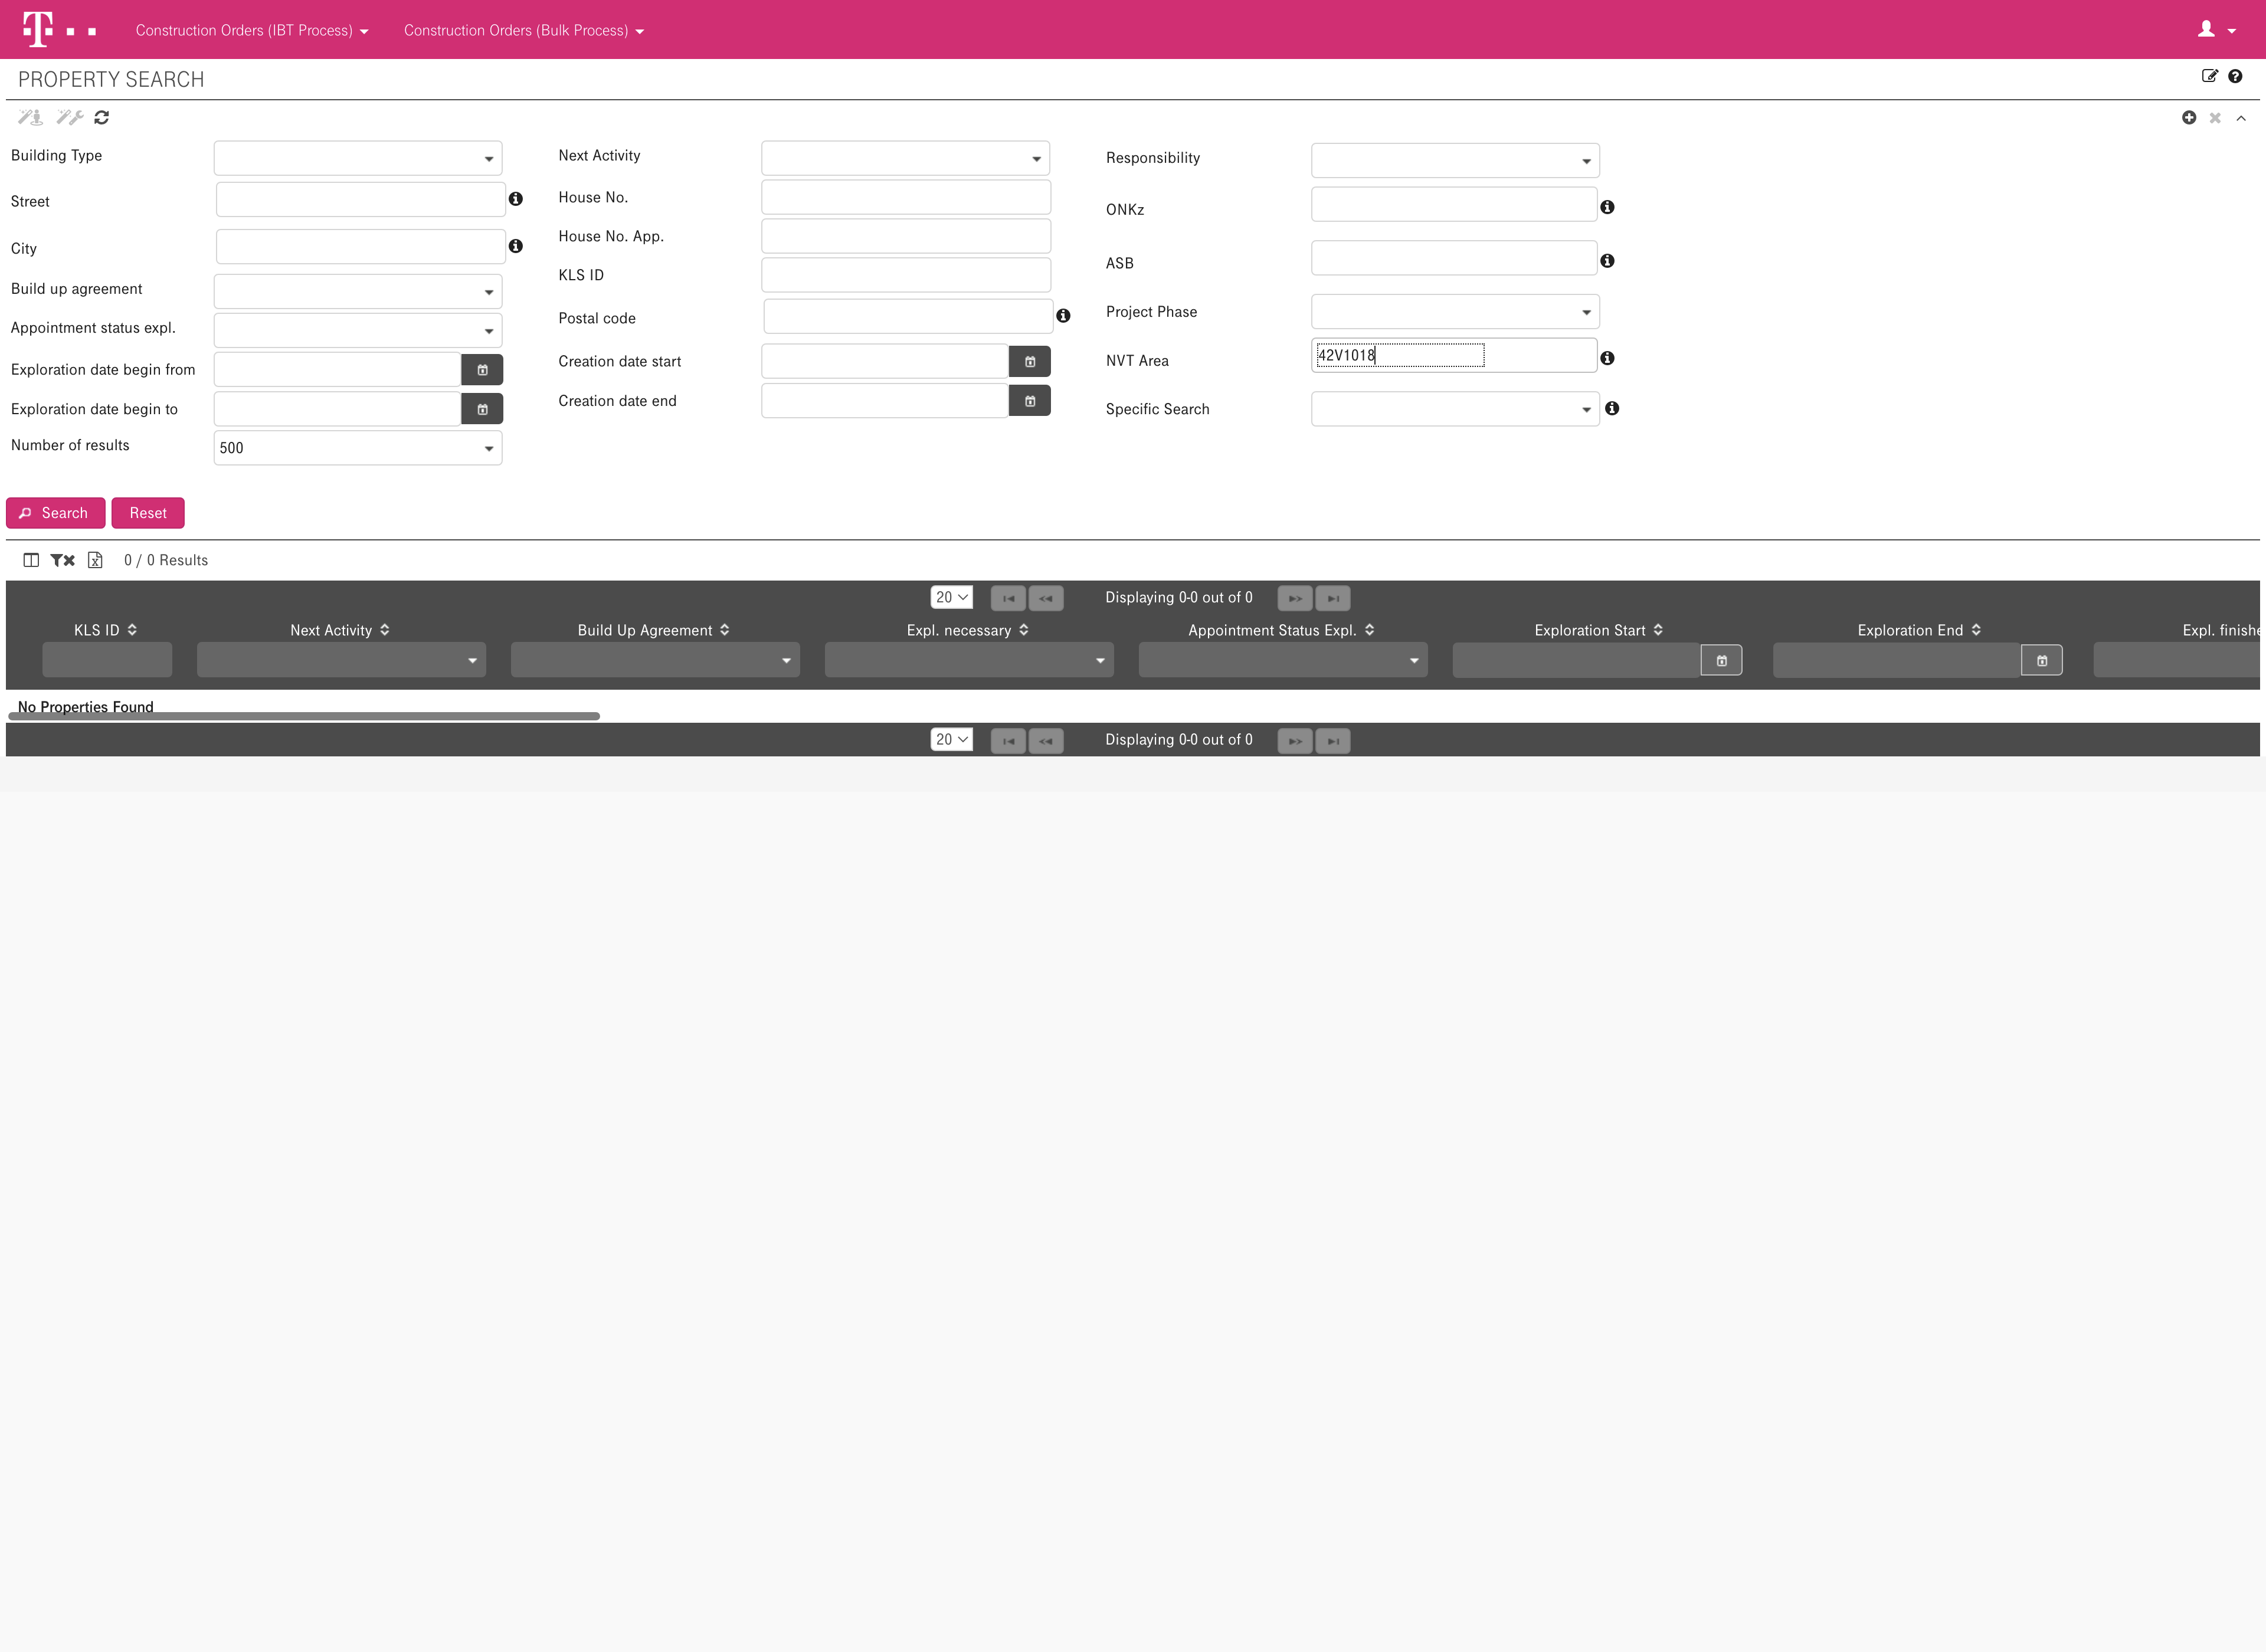 T
Construction Orders (IBT Process) Construction Orders (Bulk Process)
PROPERTY SEARCH
Building Type Next Activity Responsibility
Street House No. ONKz
City House No. App. ASB
Build up agreement KLS ID Project Phase
Appointment status expl. Postal code NVT Area 42V1018
Exploration date begin from Creation date start Specific Search
Exploration date begin to Creation date end
Number of results 500
Search Reset
0 / 0 Results
20 Displaying 0-0 out of 0
KLS ID Next Activity Build Up Agreement Expl. necessary Appointment Status Expl. Exploration Start Exploration End Expl. finishe
No Properties Found
20 Displaying 0-0 out of 0